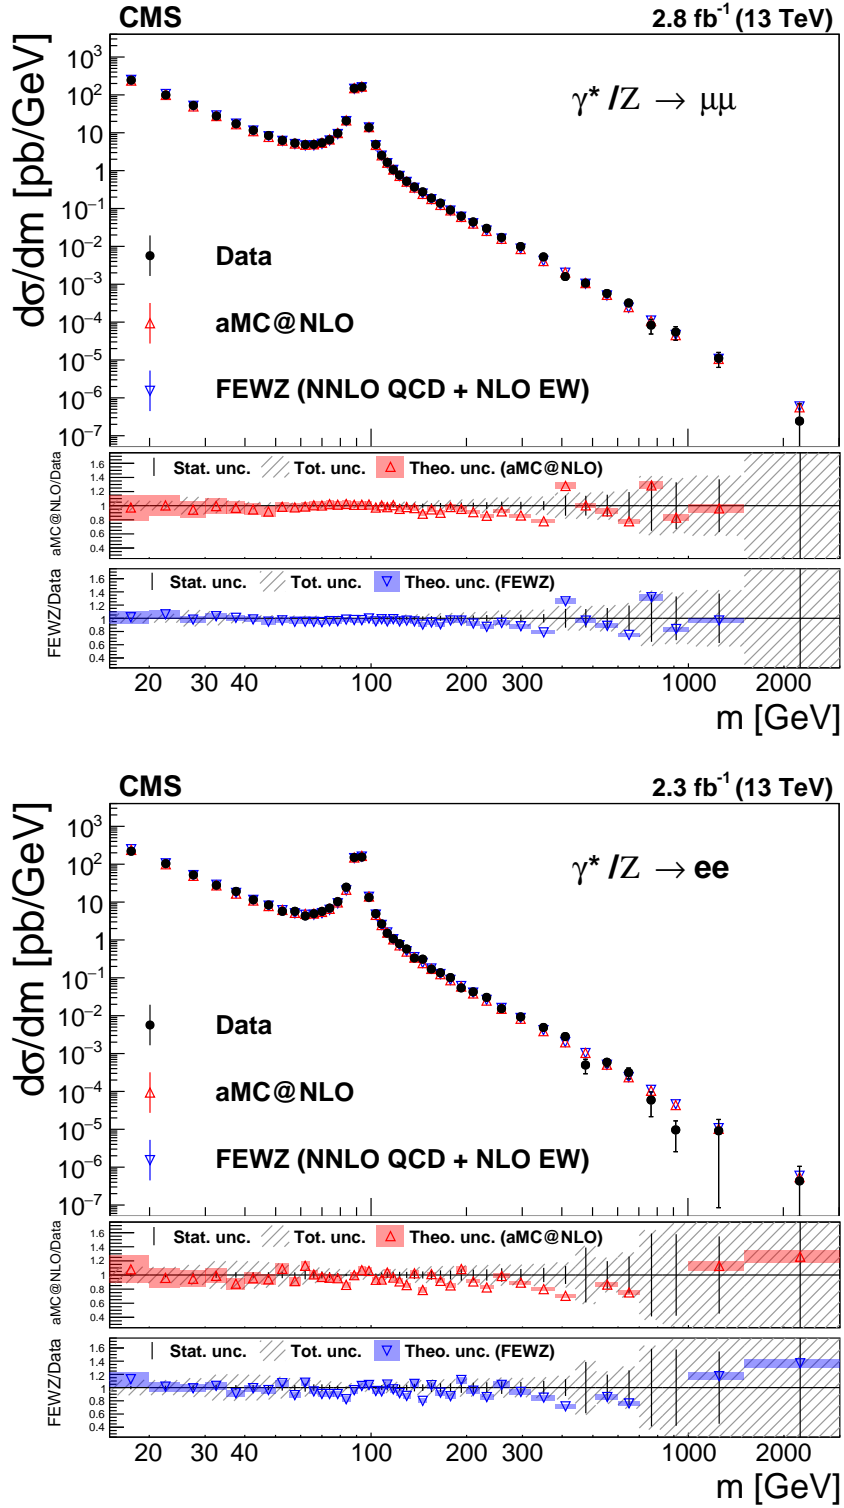 CMS 2.8 fb⁻¹ (13 TeV)
dσ/dm [pb/GeV]
10³
10²
10
1
10⁻¹
10⁻²
10⁻³
10⁻⁴
10⁻⁵
10⁻⁶
10⁻⁷
γ* /Z → μμ
Data
aMC@NLO
FEWZ (NNLO QCD + NLO EW)
aMC@NLO/Data
1.6
1.4
1.2
1
0.8
0.6
0.4
Stat. unc. Tot. unc. Theo. unc. (aMC@NLO)
FEWZ/Data
1.6
1.4
1.2
1
0.8
0.6
0.4
Stat. unc. Tot. unc. Theo. unc. (FEWZ)
20 30 40 100 200 300 1000 2000
m [GeV]
CMS 2.3 fb⁻¹ (13 TeV)
dσ/dm [pb/GeV]
10³
10²
10
1
10⁻¹
10⁻²
10⁻³
10⁻⁴
10⁻⁵
10⁻⁶
10⁻⁷
γ* /Z → ee
Data
aMC@NLO
FEWZ (NNLO QCD + NLO EW)
aMC@NLO/Data
1.6
1.4
1.2
1
0.8
0.6
0.4
Stat. unc. Tot. unc. Theo. unc. (aMC@NLO)
FEWZ/Data
1.6
1.4
1.2
1
0.8
0.6
0.4
Stat. unc. Tot. unc. Theo. unc. (FEWZ)
20 30 40 100 200 300 1000 2000
m [GeV]